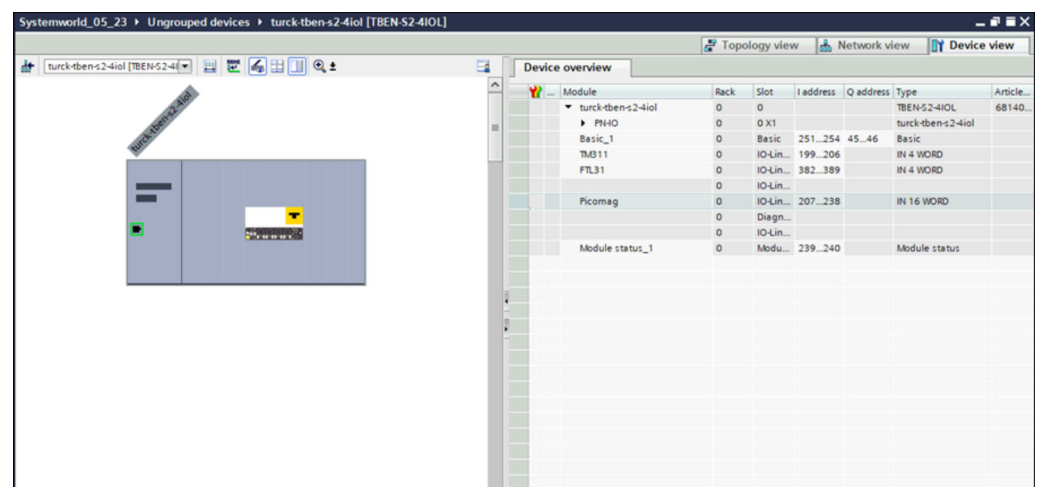 Systemworld_05_23 ▸ Ungrouped devices ▸ turck-tben-s2-4iol [TBEN-S2-4IOL]
Topology view Network view Device view
turck-tben-s2-4iol [TBEN-S2-4I
Device overview
... Module Rack Slot I address Q address Type Article...
turck-tben-s2-4iol 0 0 TBEN-S2-4IOL 68140...
PN-IO 0 0 X1 turck-tben-s2-4iol
Basic_1 0 Basic 251...254 45...46 Basic
TM311 0 IO-Lin... 199...206 IN 4 WORD
FTL31 0 IO-Lin... 382...389 IN 4 WORD
0 IO-Lin...
Picomag 0 IO-Lin... 207...238 IN 16 WORD
0 Diagn...
0 IO-Lin...
Module status_1 0 Modu... 239...240 Module status
turck-tben-s2-4iol